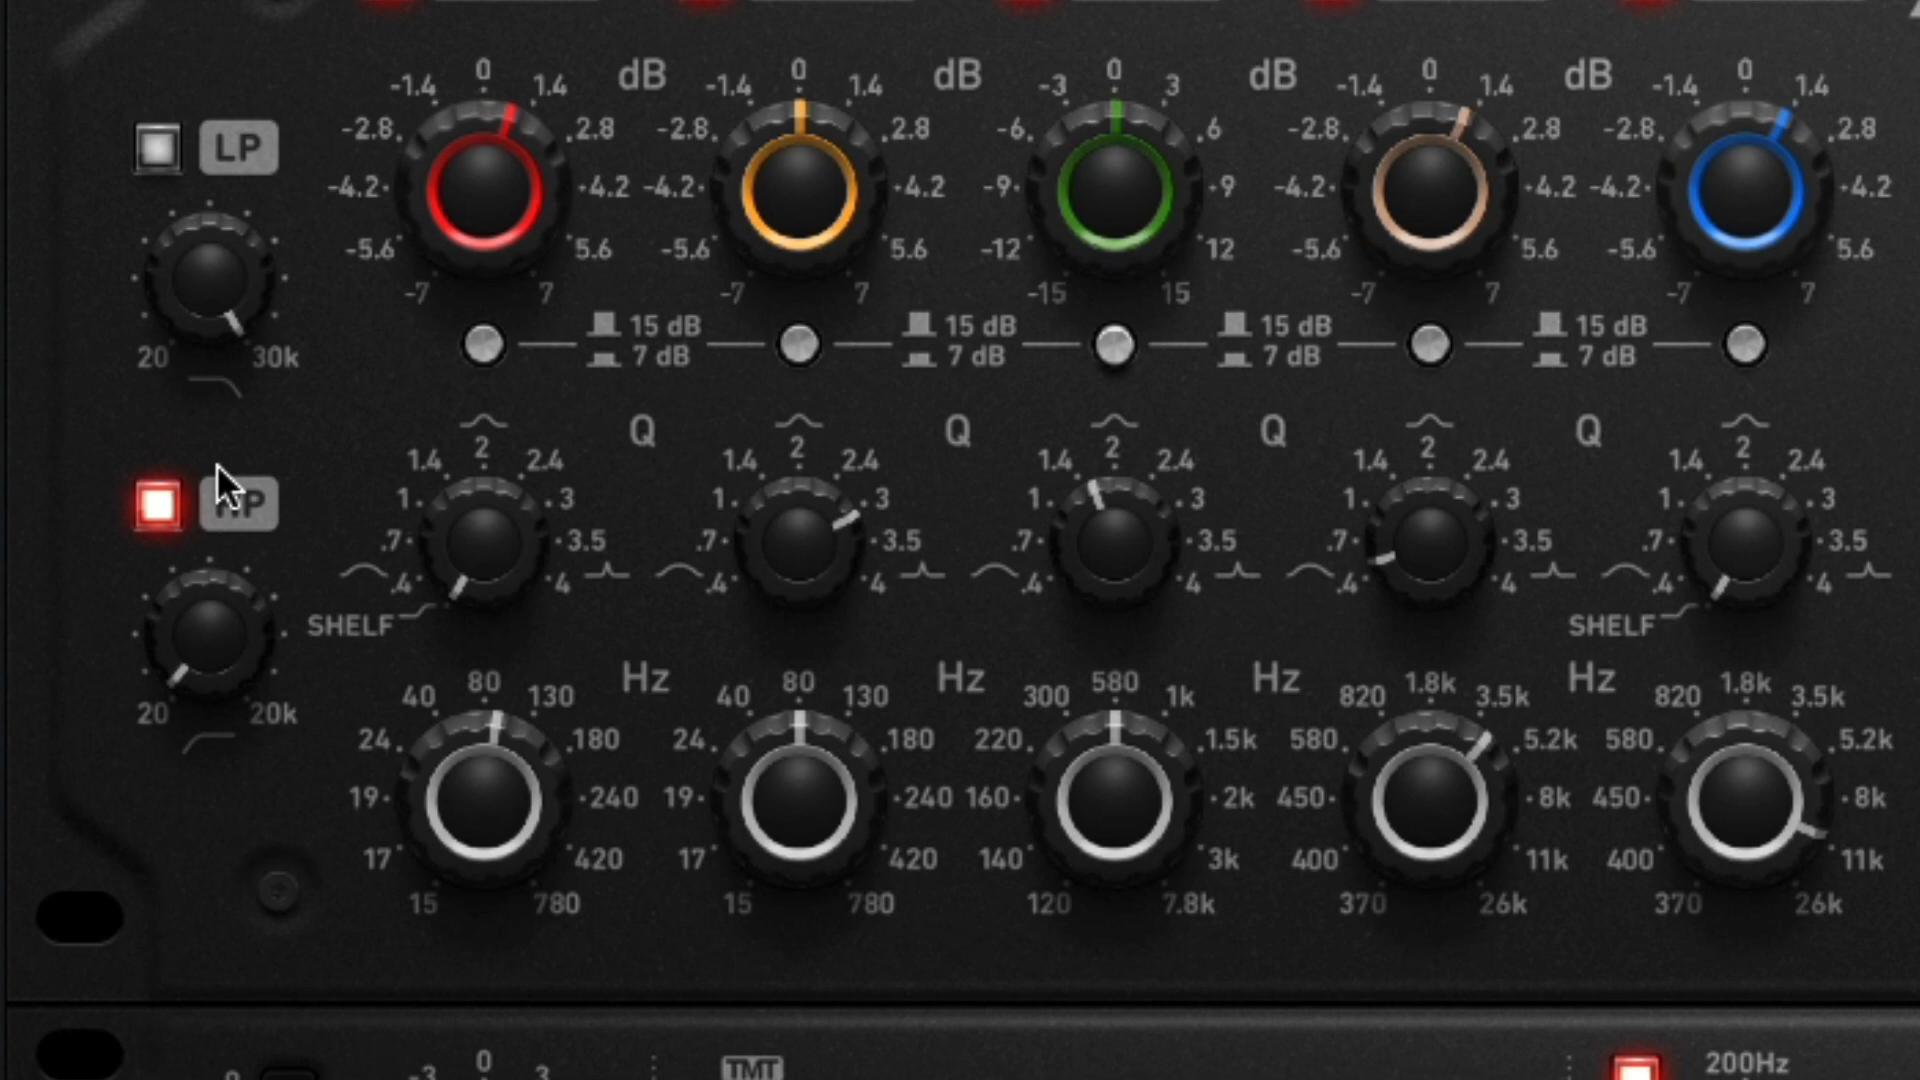 -1.4 0 1.4 dB -1.4 0 1.4 dB -3 0 3 dB -1.4 0 1.4 dB -1.4 0 1.4
LP -2.8 2.8 -2.8 2.8 -6 6 -2.8 2.8 -2.8 2.8
-4.2 4.2 -4.2 4.2 -9 9 -4.2 4.2 -4.2 4.2
-5.6 5.6 -5.6 5.6 -12 12 -5.6 5.6 -5.6 5.6
-7 7 -7 7 -15 15 -7 7 -7 7
15 dB 15 dB 15 dB 15 dB
20 30k 7 dB 7 dB 7 dB 7 dB
Q Q Q Q
1.4 2 2.4 1.4 2 2.4 1.4 2 2.4 1.4 2 2.4 1.4 2 2.4
HP 1 3 1 3 1 3 1 3 1 3
.7 3.5 .7 3.5 .7 3.5 .7 3.5 .7 3.5
.4 4 .4 4 .4 4 .4 4 .4 4
SHELF SHELF
20 20k
Hz Hz Hz Hz
40 80 130 40 80 130 300 580 1k 820 1.8k 3.5k 820 1.8k 3.5k
24 180 24 180 220 1.5k 580 5.2k 580 5.2k
19 240 19 240 160 2k 450 8k 450 8k
17 420 17 420 140 3k 400 11k 400 11k
15 780 15 780 120 7.8k 370 26k 370 26k
-3 0 3 TMT 200Hz